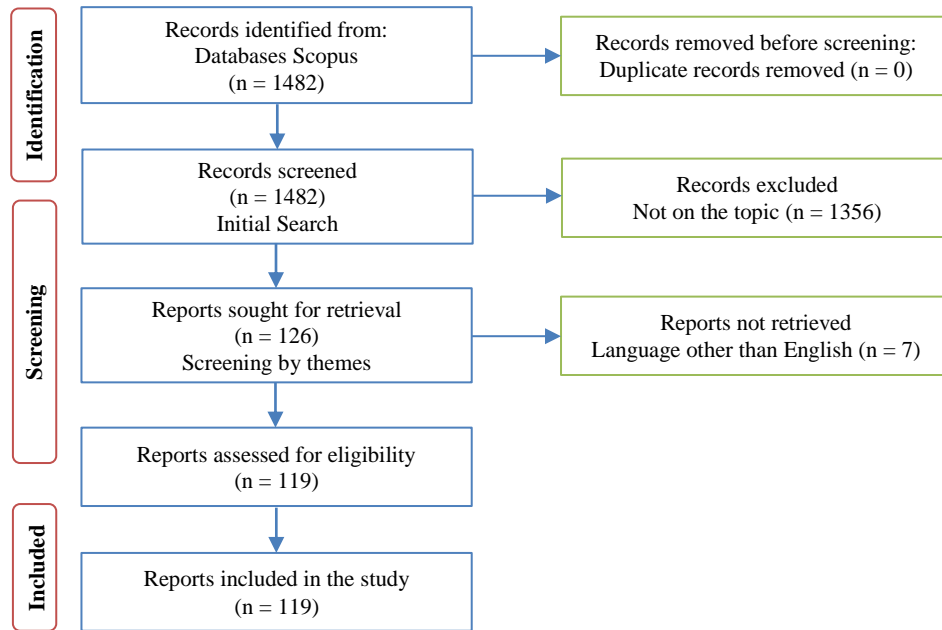 Identification
Records identified from:
Databases Scopus
(n = 1482)
Records removed before screening:
Duplicate records removed (n = 0)
Records screened
(n = 1482)
Initial Search
Records excluded
Not on the topic (n = 1356)
Screening
Reports sought for retrieval
(n = 126)
Screening by themes
Reports not retrieved
Language other than English (n = 7)
Reports assessed for eligibility
(n = 119)
Included
Reports included in the study
(n = 119)